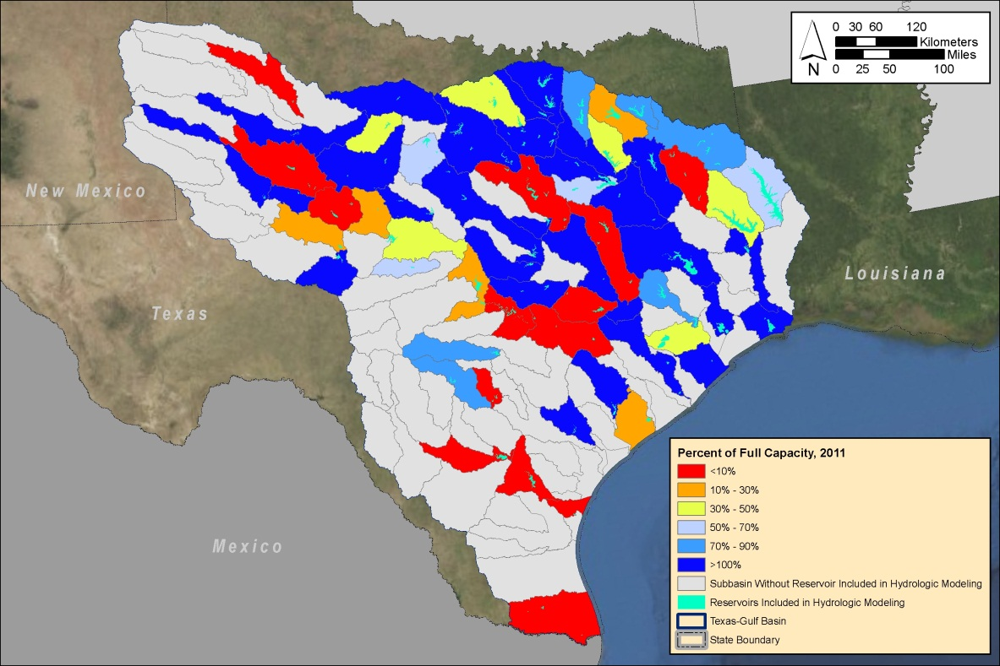 0 30 60 120
Kilometers
Miles
0 25 50 100
N
New Mexico
Texas
Louisiana
Mexico
Percent of Full Capacity, 2011
<10%
10% - 30%
30% - 50%
50% - 70%
70% - 90%
>100%
Subbasin Without Reservoir Included in Hydrologic Modeling
Reservoirs Included in Hydrologic Modeling
Texas-Gulf Basin
State Boundary